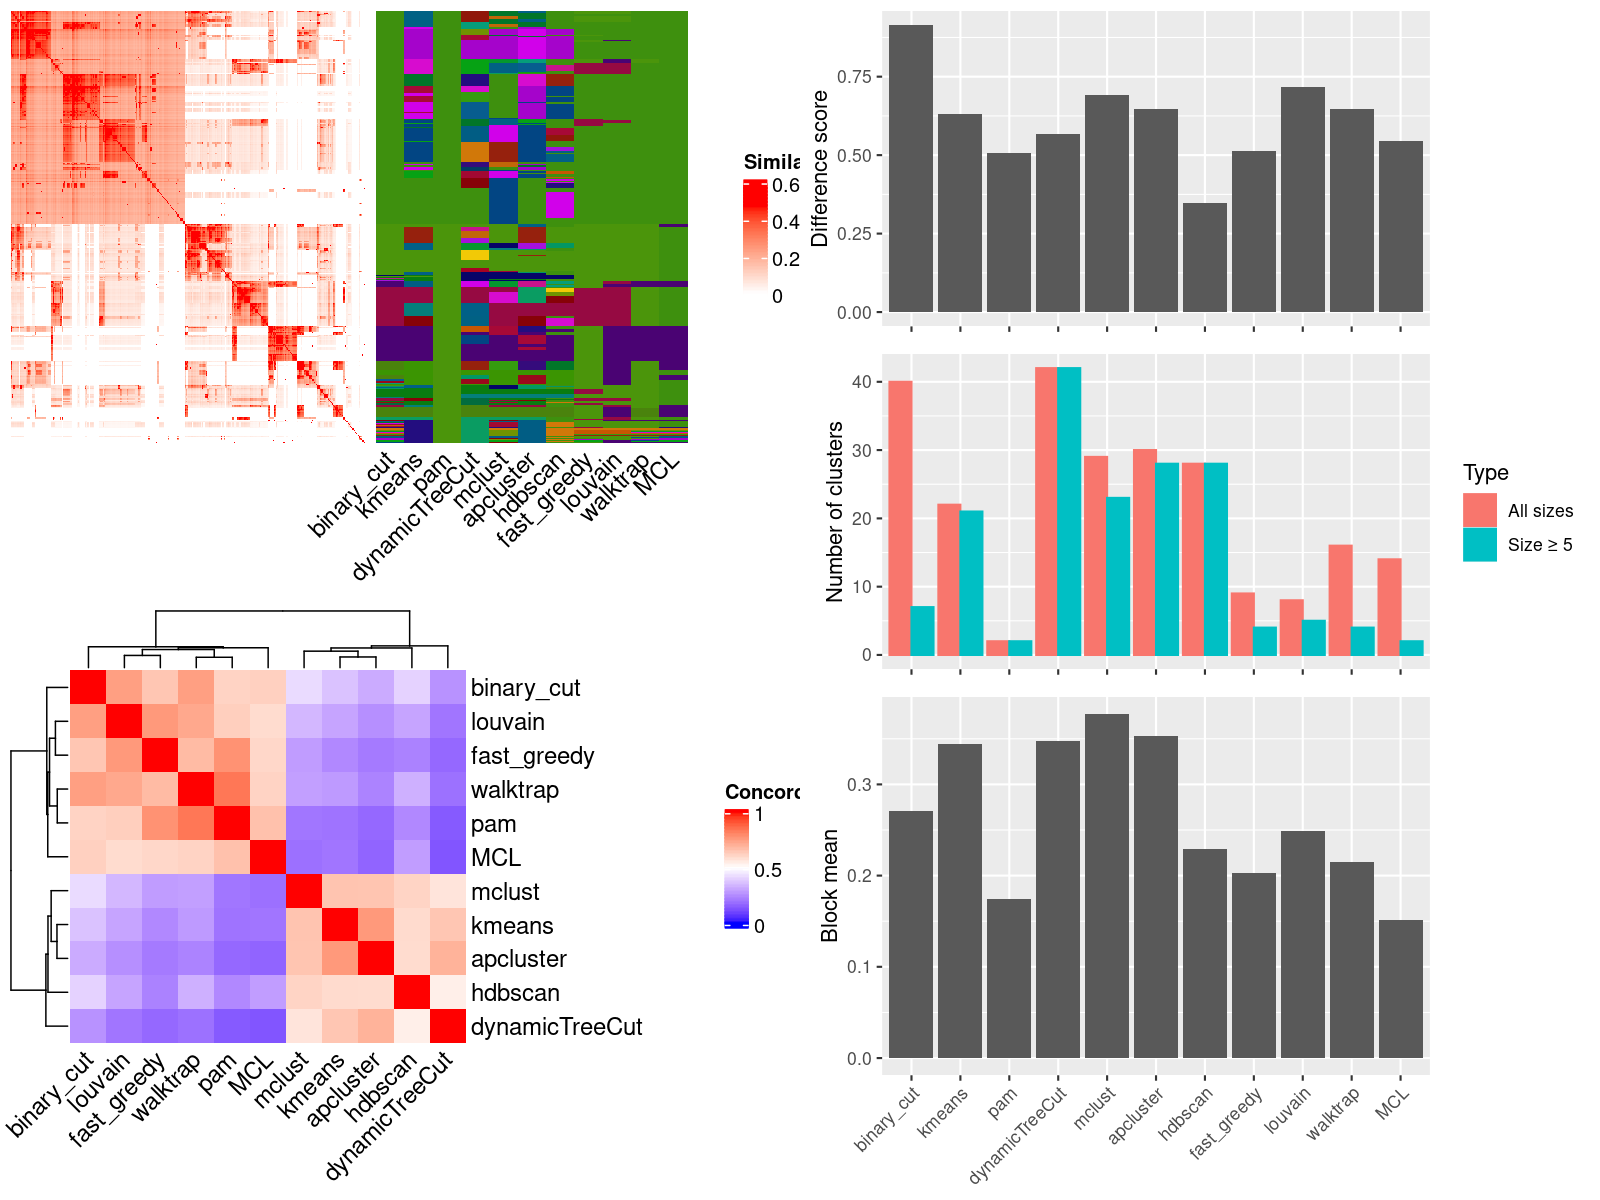 Simila
0.6
0.4
0.2
0
binary_cut
kmeans
pam
dynamicTreeCut
mclust
apcluster
hdbscan
fast_greedy
louvain
walktrap
MCL
binary_cut
louvain
fast_greedy
walktrap
pam
MCL
mclust
kmeans
apcluster
hdbscan
dynamicTreeCut
binary_cut
louvain
fast_greedy
walktrap
pam
MCL
mclust
kmeans
apcluster
hdbscan
dynamicTreeCut
Concord
1
0.5
0
Difference score
0.75
0.50
0.25
0.00
Number of clusters
40
30
20
10
0
Type
All sizes
Size ≥ 5
Block mean
0.3
0.2
0.1
0.0
binary_cut
kmeans
pam
dynamicTreeCut
mclust
apcluster
hdbscan
fast_greedy
louvain
walktrap
MCL